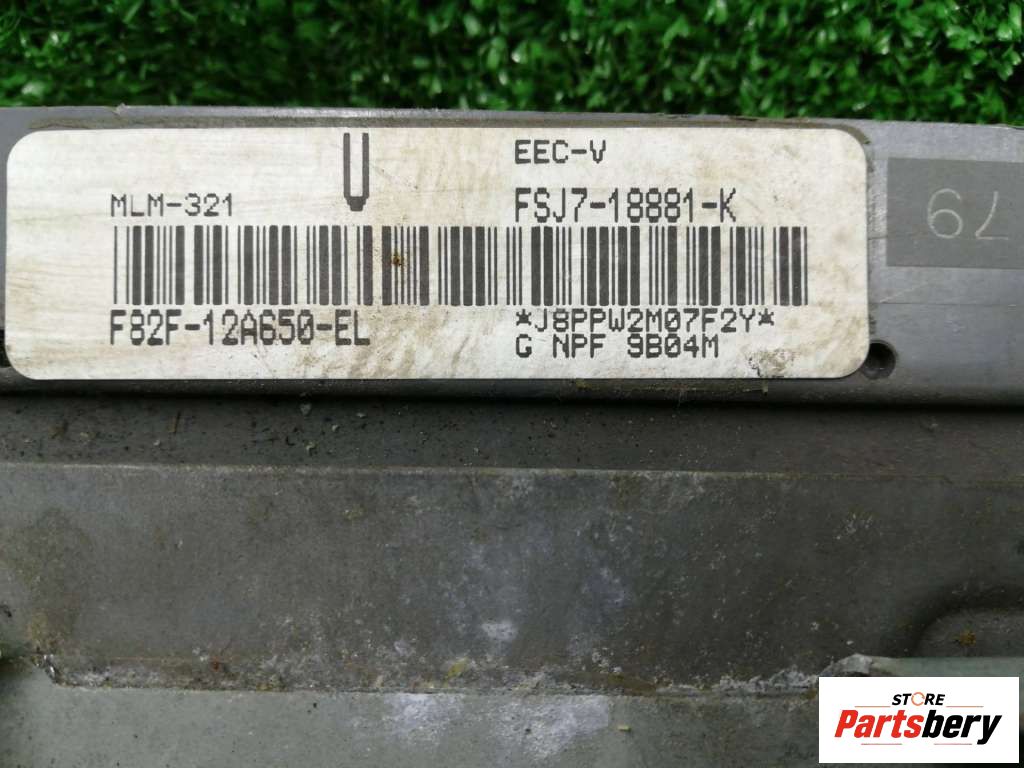 V
EEC-V
MLM-321
FSJ7-18881-K
F82F-12A650-EL
*J8PPW2M07F2Y*
G NPF 9B04M
79
STORE
Partsbery